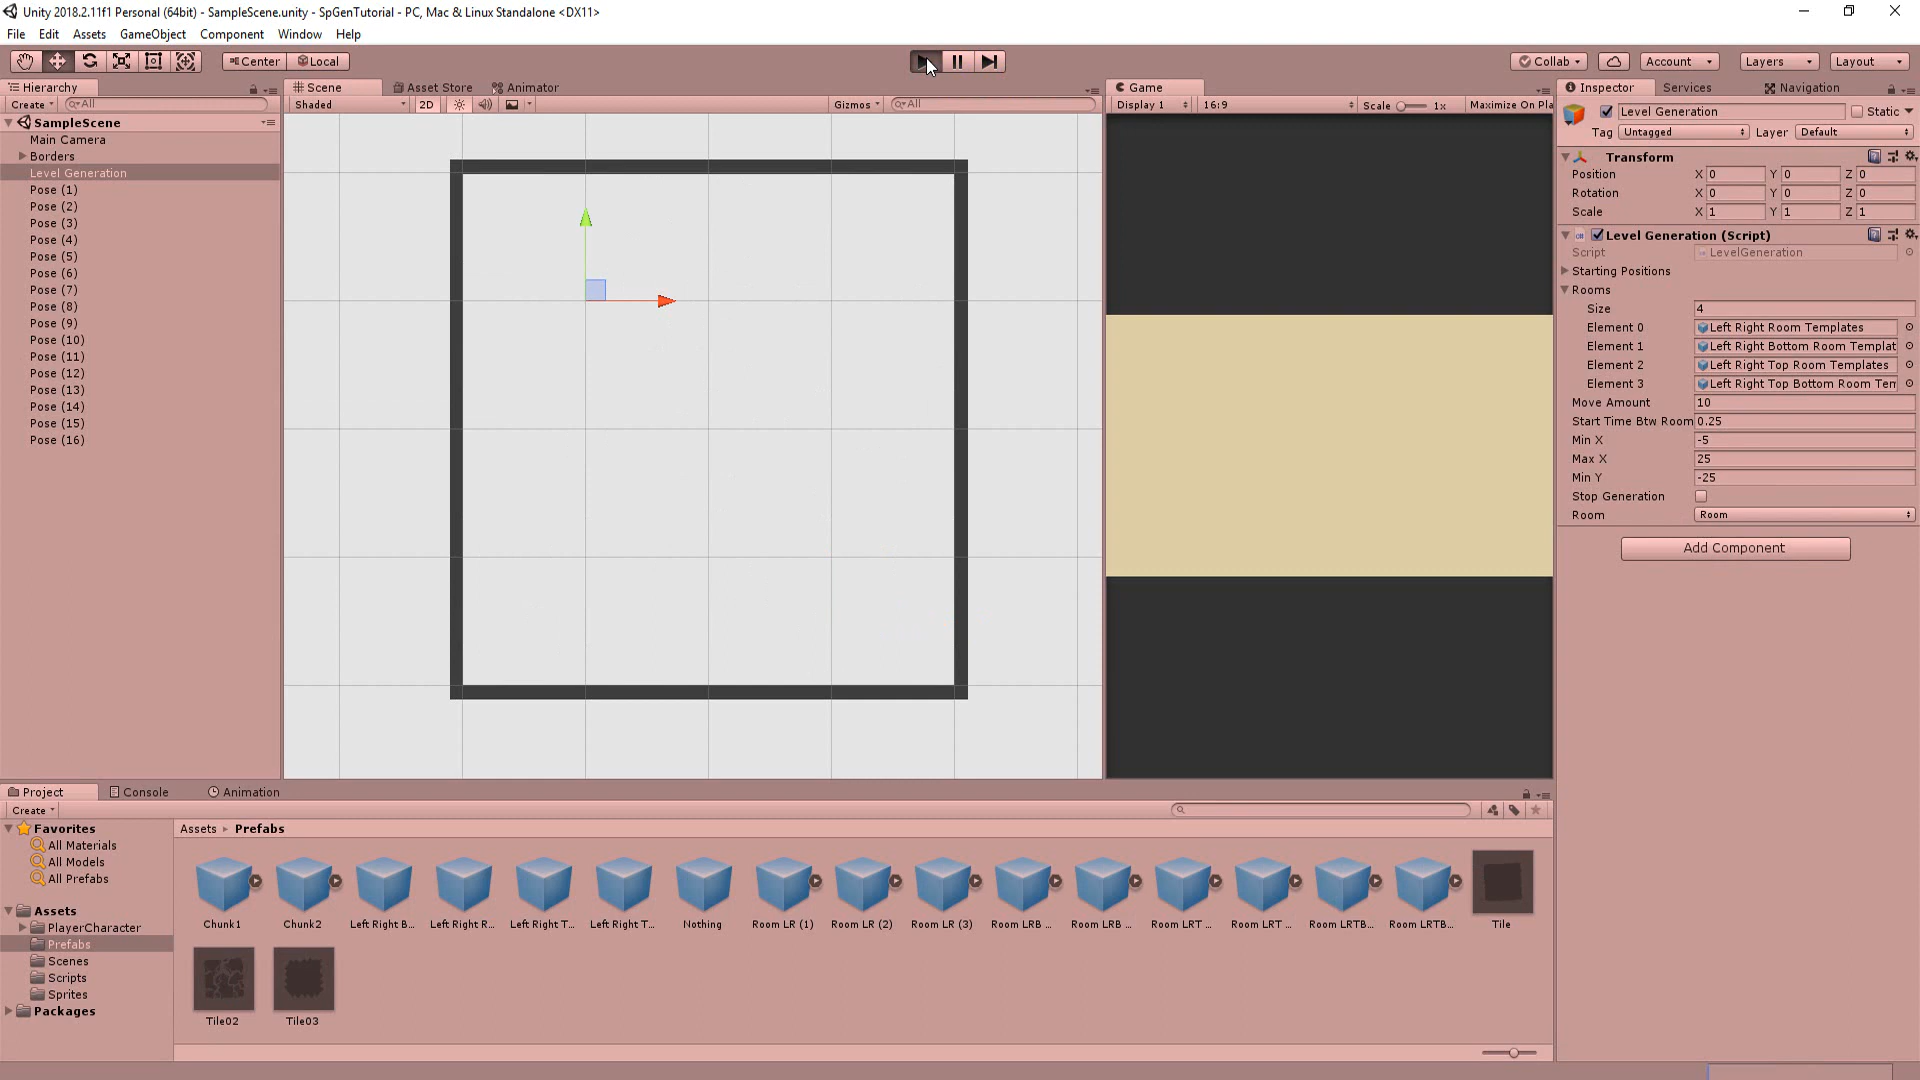 Unity 2018.2.11f1 Personal (64bit) - SampleScene.unity - SpGenTutorial - PC, Mac & Linux Standalone <DX11>
File Edit Assets GameObject Component Window Help
Center Local Collab Account Layers Layout
Hierarchy
Create All
SampleScene
Main Camera
Borders
Level Generation
Pose (1)
Pose (2)
Pose (3)
Pose (4)
Pose (5)
Pose (6)
Pose (7)
Pose (8)
Pose (9)
Pose (10)
Pose (11)
Pose (12)
Pose (13)
Pose (14)
Pose (15)
Pose (16)
Scene Asset Store Animator
Shaded 2D Gizmos All
Game
Display 1 16:9 Scale 1x Maximize On Pla
Inspector Services Navigation
Level Generation Static
Tag Untagged Layer Default
Transform
Position X 0 Y 0 Z 0
Rotation X 0 Y 0 Z 0
Scale X 1 Y 1 Z 1
Level Generation (Script)
Script LevelGeneration
Starting Positions
Rooms
Size 4
Element 0 Left Right Room Templates
Element 1 Left Right Bottom Room Templat
Element 2 Left Right Top Room Templates
Element 3 Left Right Top Bottom Room Tem
Move Amount 10
Start Time Btw Room 0.25
Min X -5
Max X 25
Min Y -25
Stop Generation
Room Room
Add Component
Project Console Animation
Create
Favorites
All Materials
All Models
All Prefabs
Assets
PlayerCharacter
Prefabs
Scenes
Scripts
Sprites
Packages
Assets Prefabs
Chunk1 Chunk2 Left Right B... Left Right R... Left Right T... Left Right T... Nothing Room LR (1) Room LR (2) Room LR (3) Room LRB ... Room LRB ... Room LRT ... Room LRT ... Room LRTB... Room LRTB... Tile
Tile02 Tile03